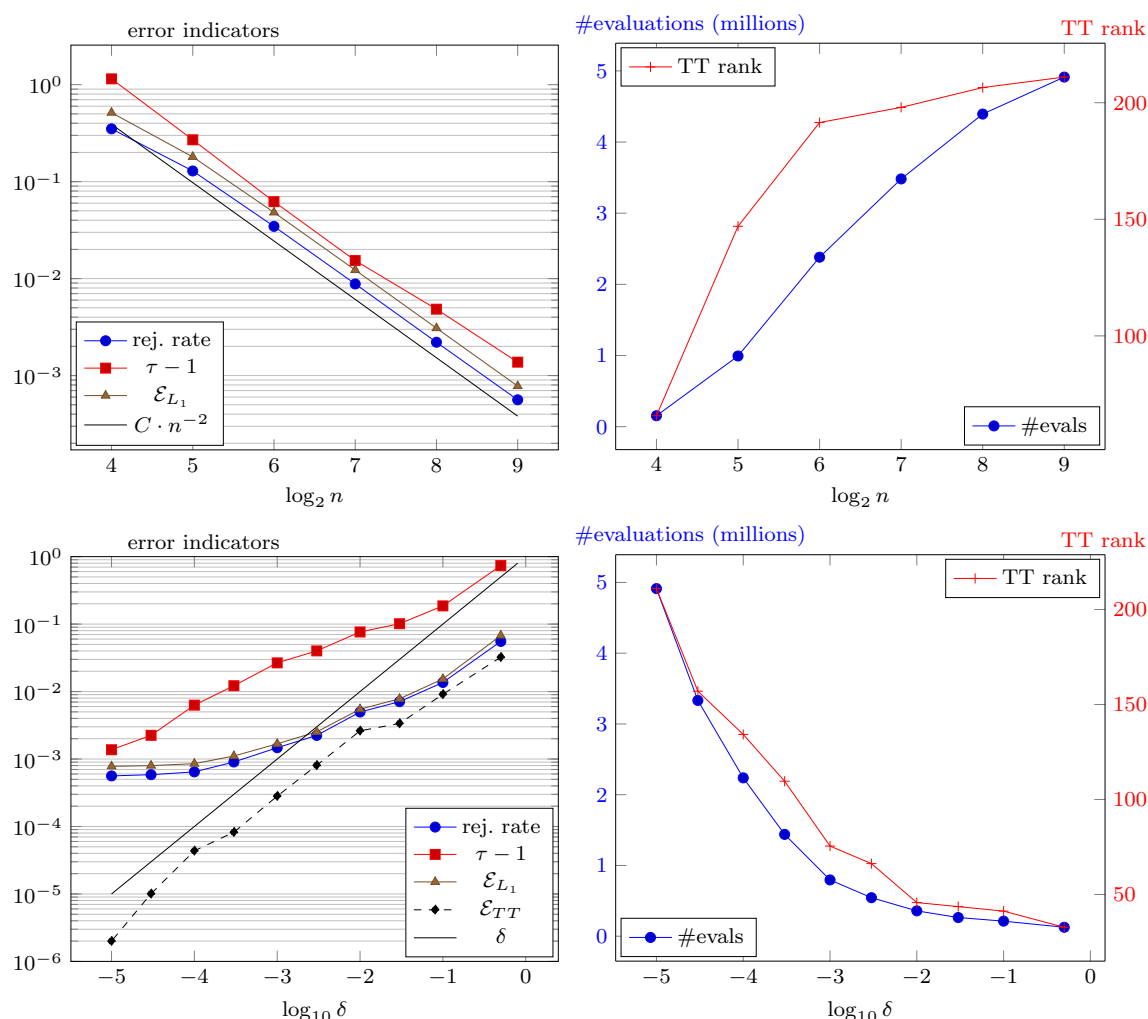 error indicators
10^0
10^−1
10^−2
10^−3
rej. rate
τ − 1
ℰ_{L_1}
C · n^{−2}
4 5 6 7 8 9
log_2 n
#evaluations (millions)
TT rank
5
4
3
2
1
0
200
150
100
TT rank
#evals
4 5 6 7 8 9
log_2 n
error indicators
10^0
10^−1
10^−2
10^−3
10^−4
10^−5
10^−6
rej. rate
τ − 1
ℰ_{L_1}
ℰ_{TT}
δ
−5 −4 −3 −2 −1 0
log_10 δ
#evaluations (millions)
TT rank
5
4
3
2
1
0
200
150
100
50
TT rank
#evals
−5 −4 −3 −2 −1 0
log_10 δ